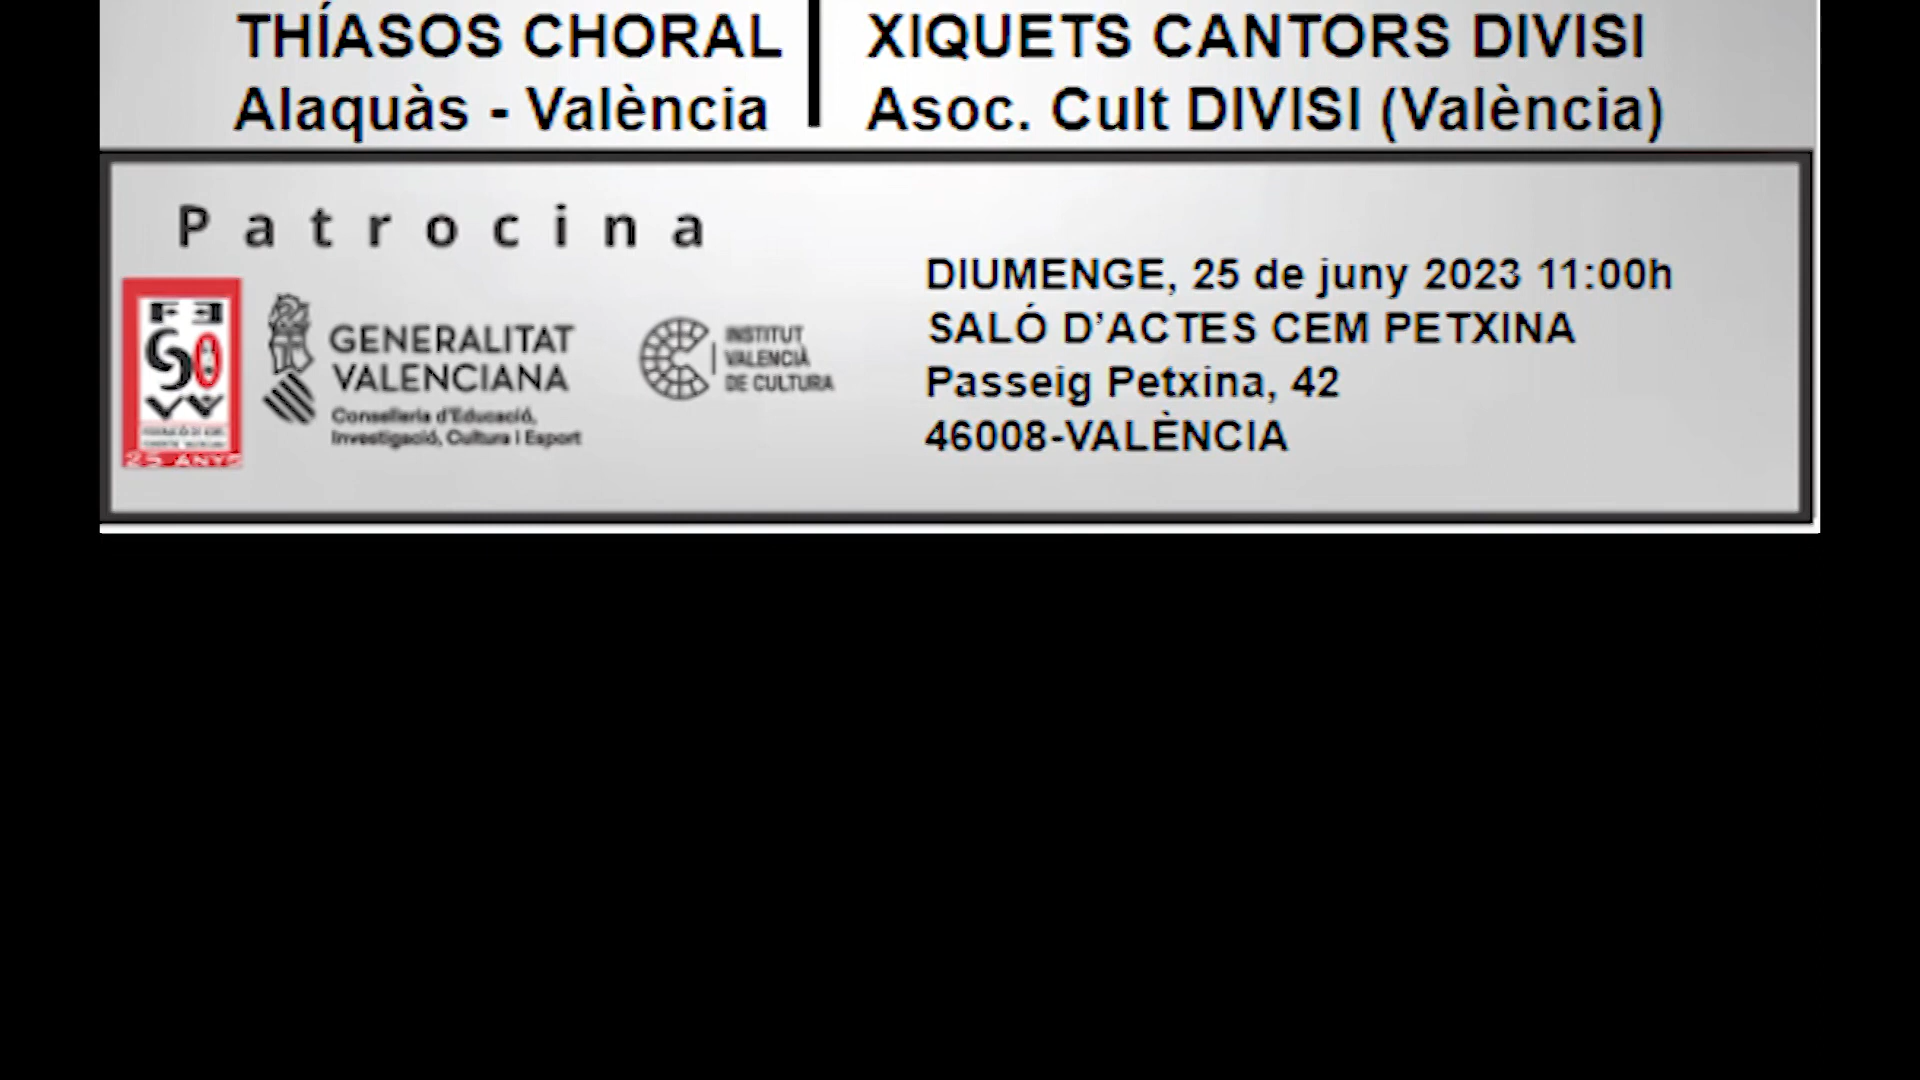 THÍASOS CHORAL
Alaquàs - València
XIQUETS CANTORS DIVISI
Asoc. Cult DIVISI (València)
Patrocina
25 ANYS
GENERALITAT
VALENCIANA
Conselleria d'Educació,
Investigació, Cultura i Esport
INSTITUT
VALENCIÀ
DE CULTURA
DIUMENGE, 25 de juny 2023 11:00h
SALÓ D’ACTES CEM PETXINA
Passeig Petxina, 42
46008-VALÈNCIA